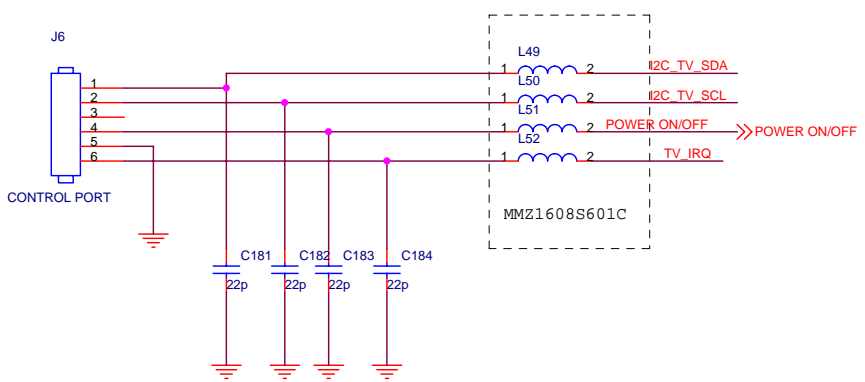 J6
L49
1 2 I2C_TV_SDA
L50
1
1 2 I2C_TV_SCL
2
L51
3
4 1 2 POWER ON/OFF POWER ON/OFF
L52
5
6 1 2 TV_IRQ
CONTROL PORT
MMZ1608S601C
C181 C182 C183 C184
22p 22p 22p 22p